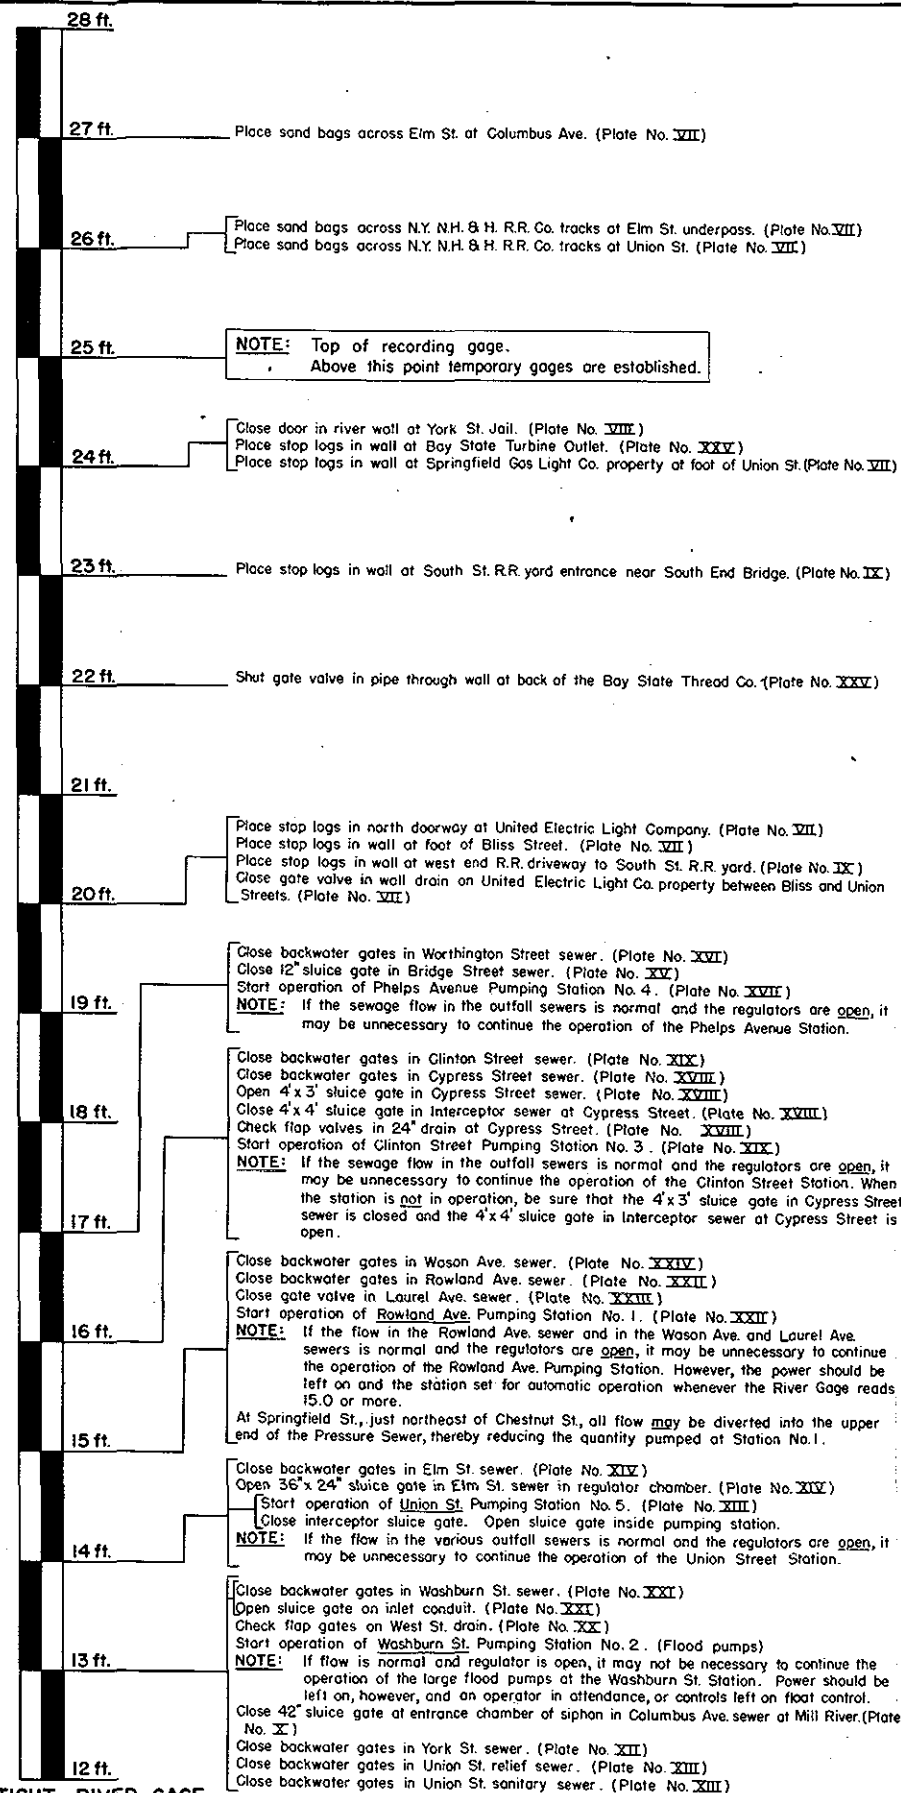 28 ft.
27 ft. Place sand bags across Elm St. at Columbus Ave. (Plate No. VII)
Place sand bags across N.Y. N.H. & H. R.R. Co. tracks at Elm St. underpass. (Plate No. VII)
26 ft. Place sand bags across N.Y. N.H. & H. R.R. Co. tracks at Union St. (Plate No. VII)
25 ft. NOTE: Top of recording gage.
Above this point temporary gages are established.
Close door in river wall at York St. Jail. (Plate No. VIII)
Place stop logs in wall at Bay State Turbine Outlet. (Plate No. XXV)
24 ft. Place stop logs in wall at Springfield Gas Light Co. property at foot of Union St. (Plate No. VII)
23 ft. Place stop logs in wall at South St. R.R. yard entrance near South End Bridge. (Plate No. IX)
22 ft. Shut gate valve in pipe through wall at back of the Bay State Thread Co. (Plate No. XXV)
21 ft.
Place stop logs in north doorway at United Electric Light Company. (Plate No. VII)
Place stop logs in wall at foot of Bliss Street. (Plate No. VII)
Place stop logs in wall at west end R.R. driveway to South St. R.R. yard. (Plate No. IX)
Close gate valve in wall drain on United Electric Light Co. property between Bliss and Union
20 ft. Streets. (Plate No. VII)
Close backwater gates in Worthington Street sewer. (Plate No. XVI)
Close 12" sluice gate in Bridge Street sewer. (Plate No. XV)
Start operation of Phelps Avenue Pumping Station No. 4. (Plate No. XVII)
19 ft. NOTE: If the sewage flow in the outfall sewers is normal and the regulators are open, it
may be unnecessary to continue the operation of the Phelps Avenue Station.
Close backwater gates in Clinton Street sewer. (Plate No. XIX)
Close backwater gates in Cypress Street sewer. (Plate No. XVIII)
Open 4' x 3' sluice gate in Cypress Street sewer. (Plate No. XVIII)
18 ft. Close 4' x 4' sluice gate in Interceptor sewer at Cypress Street. (Plate No. XVIII)
Check flap valves in 24" drain at Cypress Street. (Plate No. XVIII)
Start operation of Clinton Street Pumping Station No. 3. (Plate No. XIX)
NOTE: If the sewage flow in the outfall sewers is normal and the regulators are open, it
may be unnecessary to continue the operation of the Clinton Street Station. When
the station is not in operation, be sure that the 4' x 3' sluice gate in Cypress Street
17 ft. sewer is closed and the 4' x 4' sluice gate in Interceptor sewer at Cypress Street is
open.
Close backwater gates in Wason Ave. sewer. (Plate No. XXIV)
Close backwater gates in Rowland Ave. sewer. (Plate No. XXII)
Close gate valve in Laurel Ave. sewer. (Plate No. XXIII)
Start operation of Rowland Ave. Pumping Station No. 1. (Plate No. XXII)
16 ft. NOTE: If the flow in the Rowland Ave. sewer and in the Wason Ave. and Laurel Ave.
sewers is normal and the regulators are open, it may be unnecessary to continue
the operation of the Rowland Ave. Pumping Station. However, the power should be
left on and the station set for automatic operation whenever the River Gage reads
15.0 or more.
At Springfield St., just northeast of Chestnut St., all flow may be diverted into the upper
15 ft. end of the Pressure Sewer, thereby reducing the quantity pumped at Station No. 1.
Close backwater gates in Elm St. sewer. (Plate No. XIV)
Open 36" x 24" sluice gate in Elm St. sewer in regulator chamber. (Plate No. XIV)
Start operation of Union St. Pumping Station No. 5. (Plate No. XIII)
Close interceptor sluice gate. Open sluice gate inside pumping station.
NOTE: If the flow in the various outfall sewers is normal and the regulators are open, it
14 ft. may be unnecessary to continue the operation of the Union Street Station.
Close backwater gates in Washburn St. sewer. (Plate No. XXI)
Open sluice gate on inlet conduit. (Plate No. XXI)
Check flap gates on West St. drain. (Plate No. XX)
Start operation of Washburn St. Pumping Station No. 2. (Flood pumps)
13 ft. NOTE: If flow is normal and regulator is open, it may not be necessary to continue the
operation of the large flood pumps at the Washburn St. Station. Power should be
left on, however, and an operator in attendance, or controls left on float control.
Close 42" sluice gate at entrance chamber of siphon in Columbus Ave. sewer at Mill River. (Plate
No. X)
Close backwater gates in York St. sewer. (Plate No. XII)
12 ft. Close backwater gates in Union St. relief sewer. (Plate No. XIII)
Close backwater gates in Union St. sanitary sewer. (Plate No. XIII)
RIVER GAGE